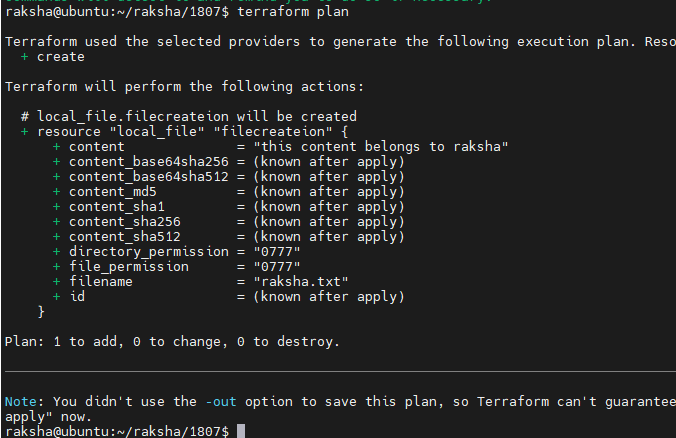 raksha@ubuntu:~/raksha/1807$ terraform plan
Terraform used the selected providers to generate the following execution plan. Reso
+ create
Terraform will perform the following actions:
# local_file.filecreateion will be created
+ resource "local_file" "filecreateion" {
+ content = "this content belongs to raksha"
+ content_base64sha256 = (known after apply)
+ content_base64sha512 = (known after apply)
+ content_md5 = (known after apply)
+ content_sha1 = (known after apply)
+ content_sha256 = (known after apply)
+ content_sha512 = (known after apply)
+ directory_permission = "0777"
+ file_permission = "0777"
+ filename = "raksha.txt"
+ id = (known after apply)
}
Plan: 1 to add, 0 to change, 0 to destroy.
Note: You didn't use the -out option to save this plan, so Terraform can't guarantee
apply" now.
raksha@ubuntu:~/raksha/1807$